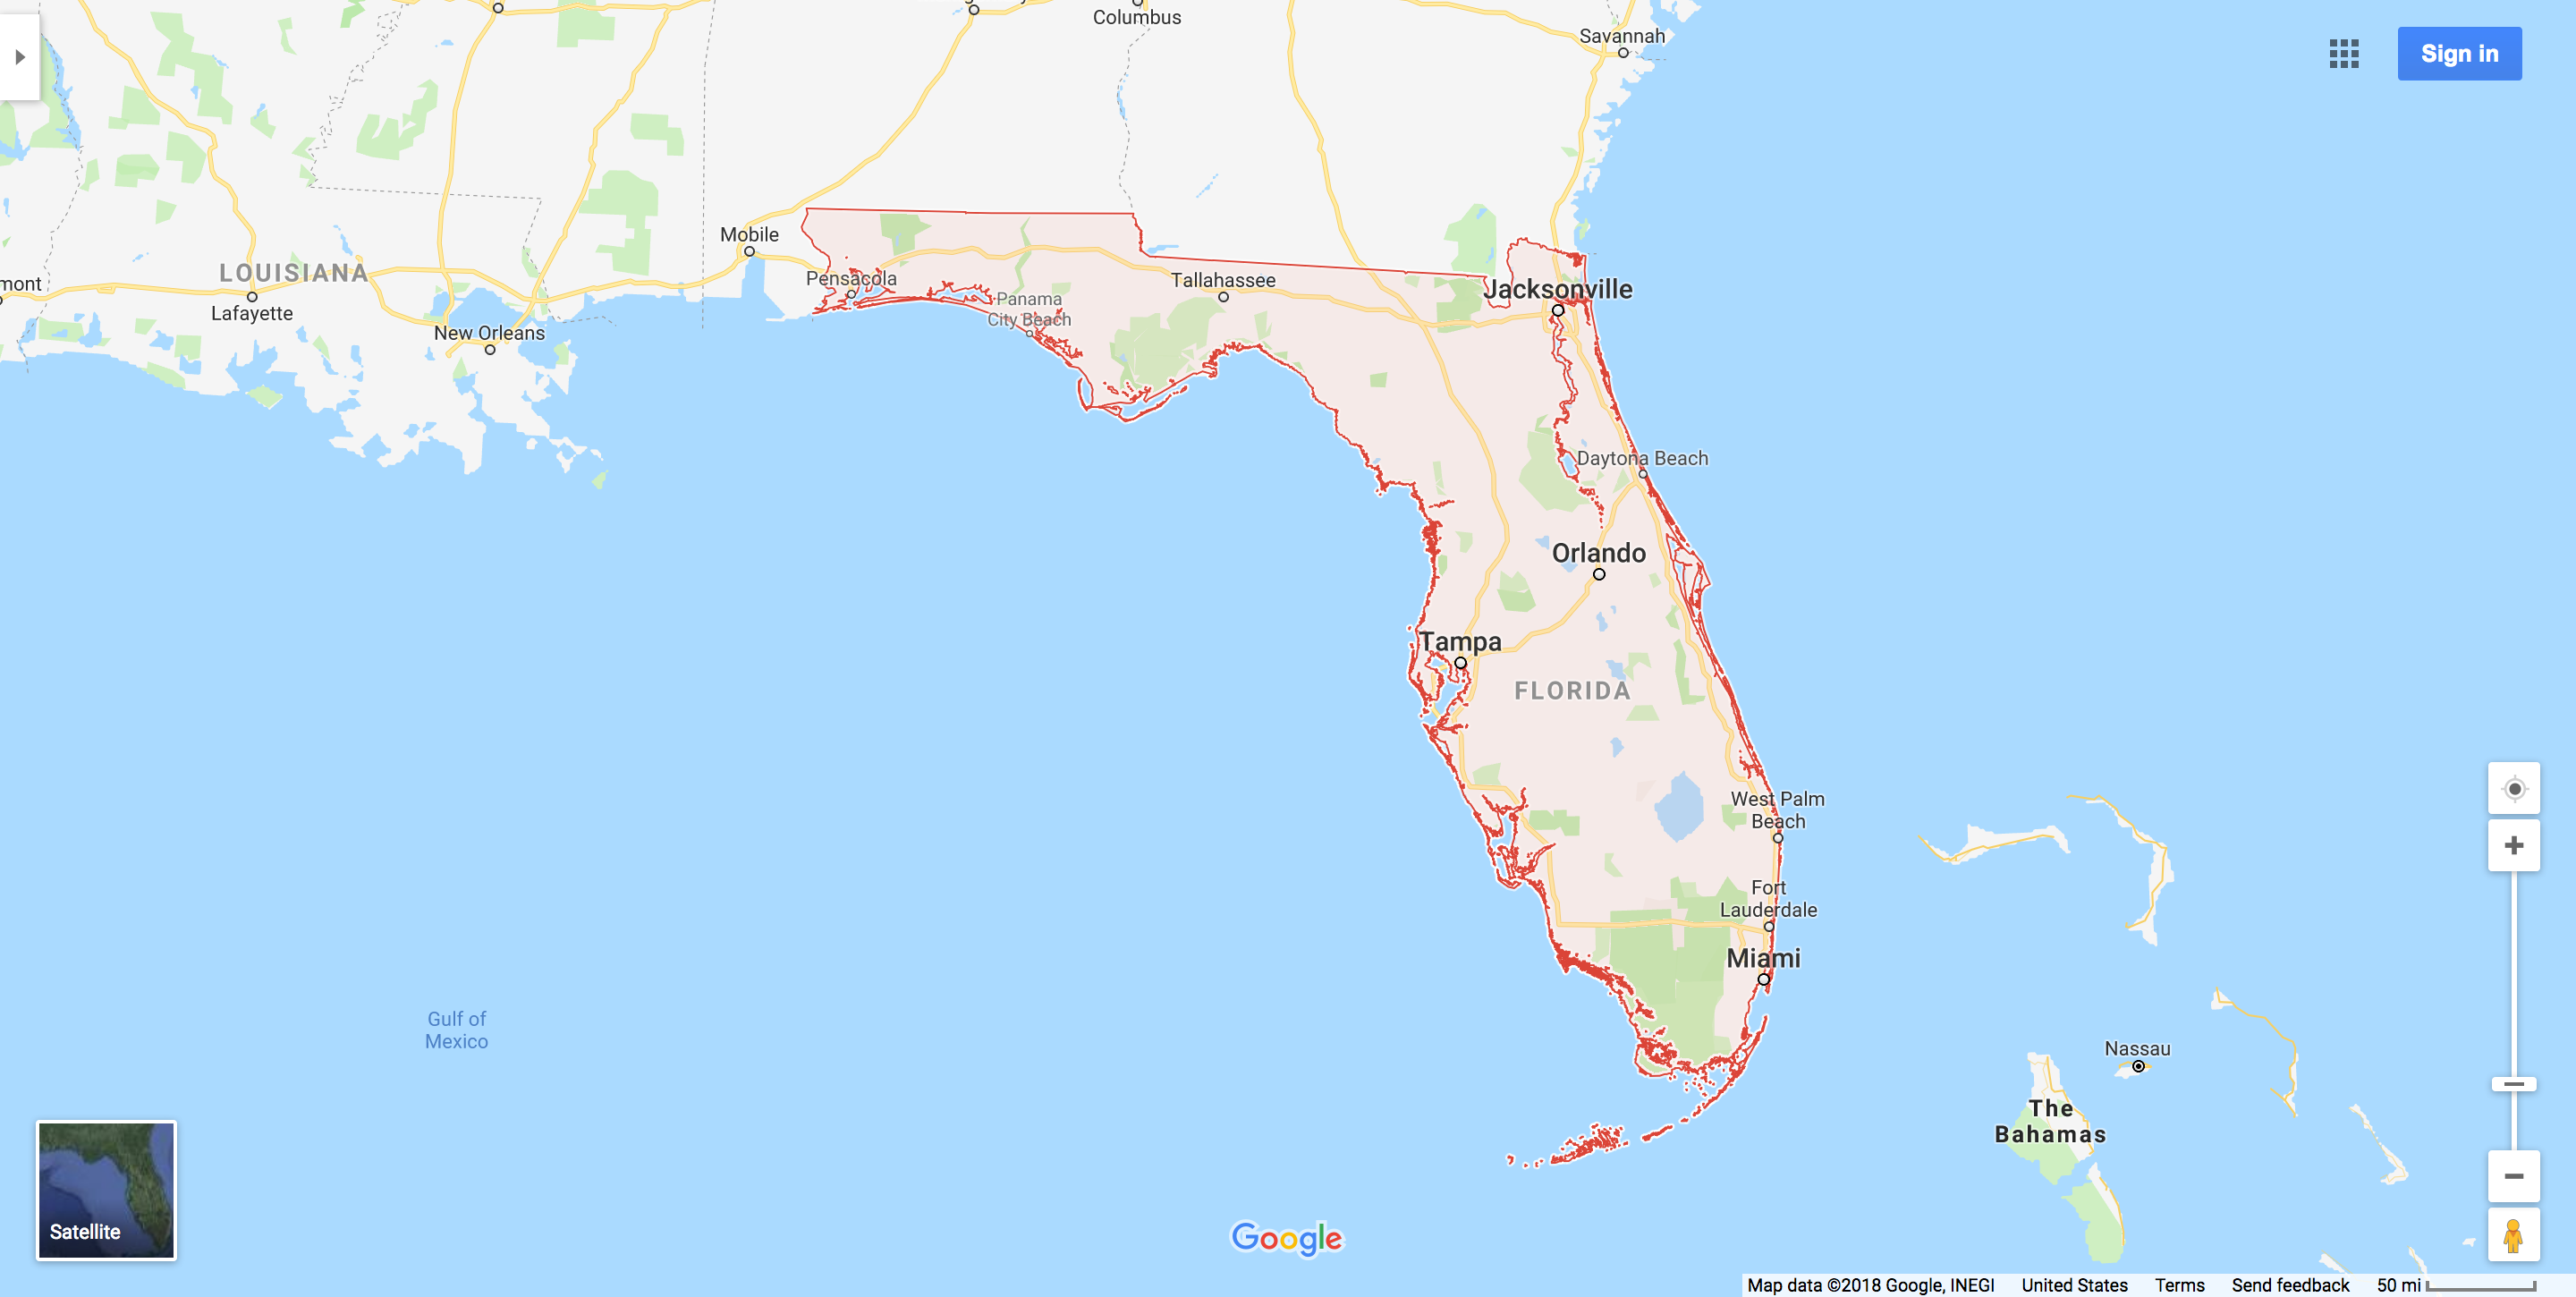 Columbus
Savannah
Sign in
Mobile
LOUISIANA
mont
Lafayette
New Orleans
Pensacola
Panama
City Beach
Tallahassee
Jacksonville
Daytona Beach
Orlando
Tampa
FLORIDA
West Palm
Beach
Fort
Lauderdale
Miami
Gulf of
Mexico
Nassau
The
Bahamas
Satellite
Google
Map data ©2018 Google, INEGI United States Terms Send feedback 50 mi